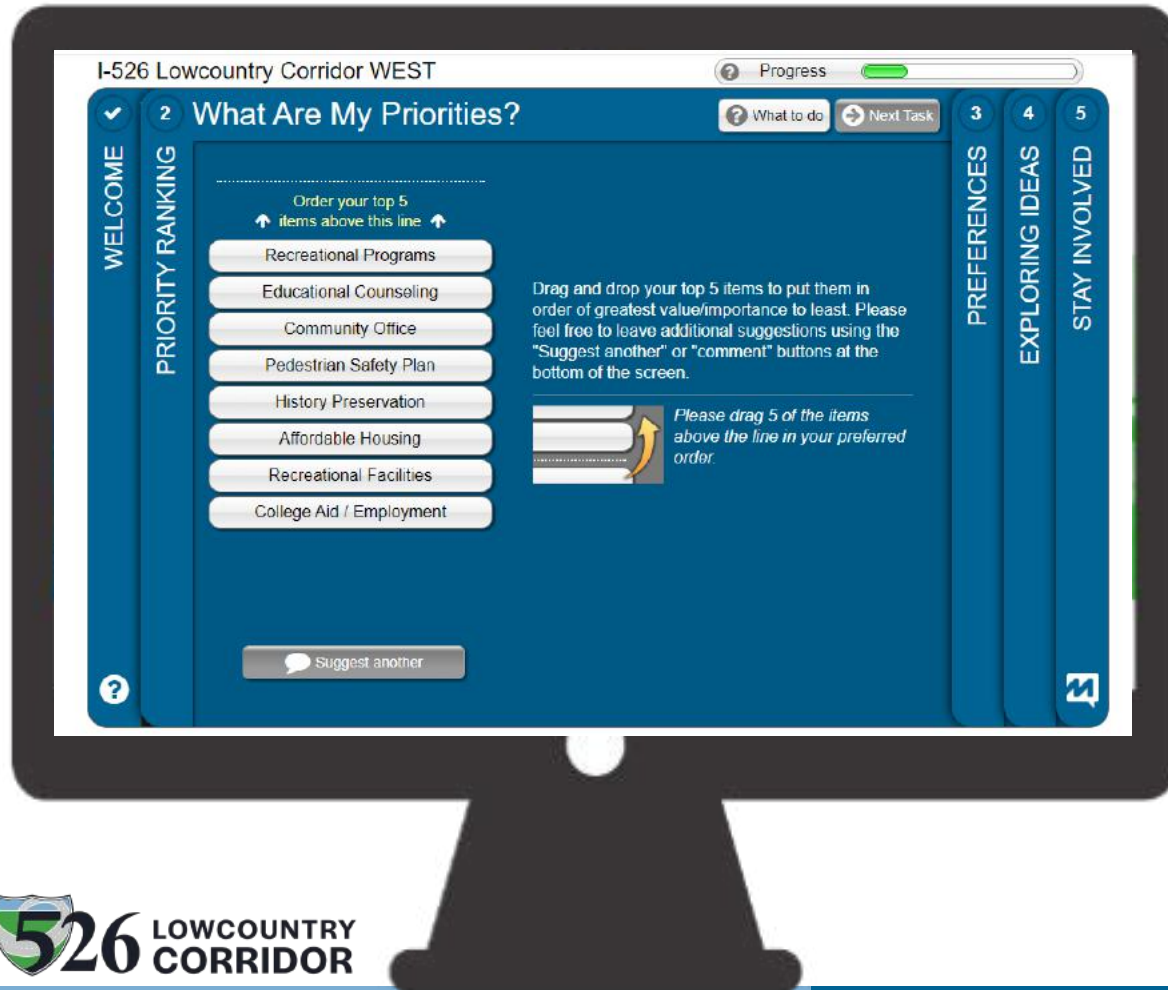 I-526 Lowcountry Corridor WEST
Progress
WELCOME
2
PRIORITY RANKING
What Are My Priorities?
What to do
Next Task
Order your top 5
items above this line
Recreational Programs
Educational Counseling
Community Office
Pedestrian Safety Plan
History Preservation
Affordable Housing
Recreational Facilities
College Aid / Employment
Suggest another
Drag and drop your top 5 items to put them in
order of greatest value/importance to least. Please
feel free to leave additional suggestions using the
"Suggest another" or "comment" buttons at the
bottom of the screen.
Please drag 5 of the items
above the line in your preferred
order.
3
PREFERENCES
4
EXPLORING IDEAS
5
STAY INVOLVED
526 LOWCOUNTRY
CORRIDOR